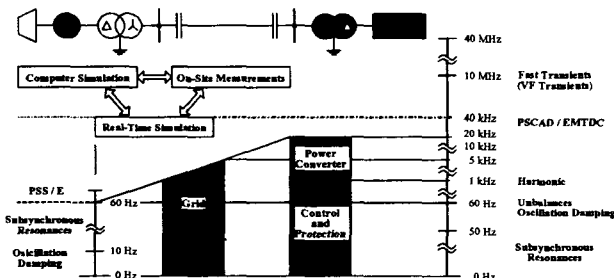 40 MHz
Computer Simulation
On-Site Measurements
10 MHz
Fast Transients
(VF Transients)
Real-Time Simulation
40 kHz
PSCAD / EMTDC
20 kHz
10 kHz
Power
Converter
5 kHz
PSS / E
1 kHz
Harmonic
60 Hz
Grid
60 Hz
Unbalances
Oscillation Damping
Subsynchronous
Resonances
Control
and
Protection
50 Hz
Oscillation
Damping
10 Hz
Subsynchronous
Resonances
0 Hz
0 Hz